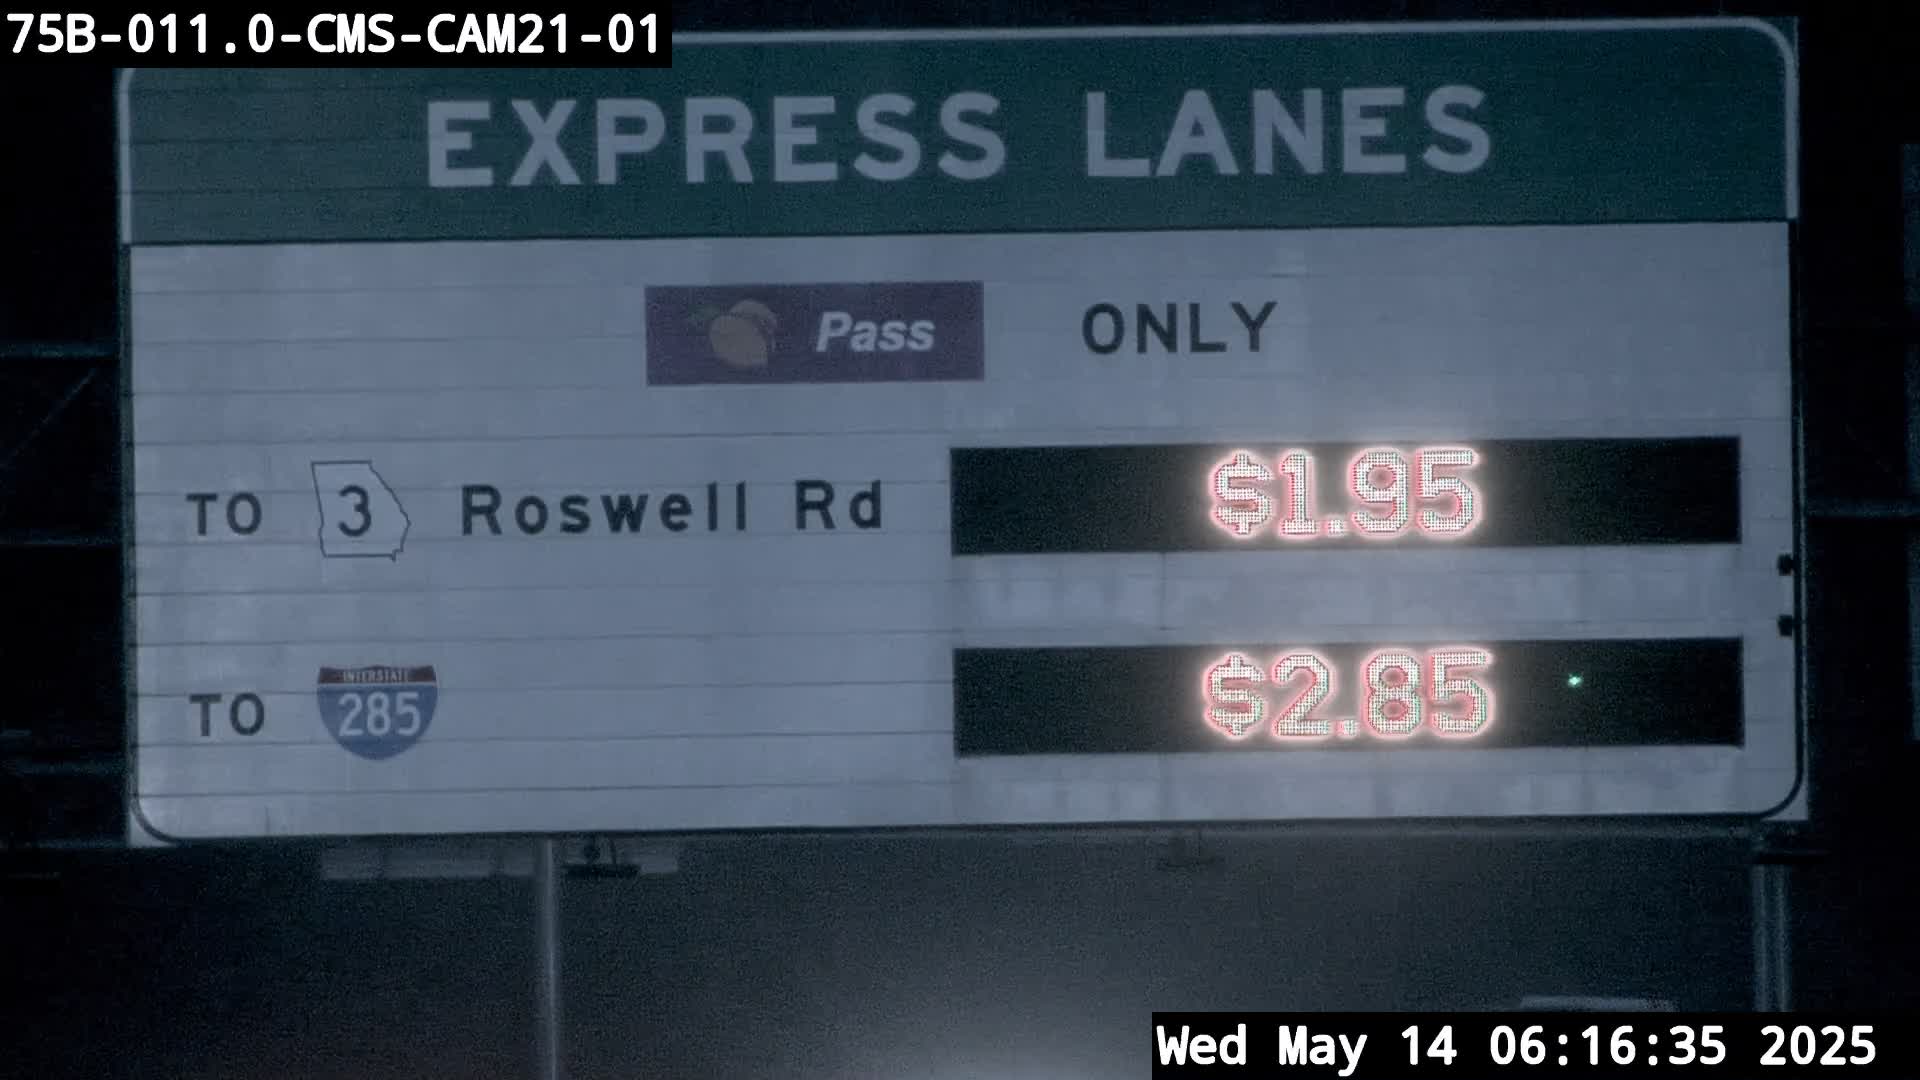 75B-011.0-CMS-CAM21-01
EXPRESS LANES
Pass ONLY
TO 3 Roswell Rd $1.95
TO INTERSTATE 285 $2.85
Wed May 14 06:16:35 2025